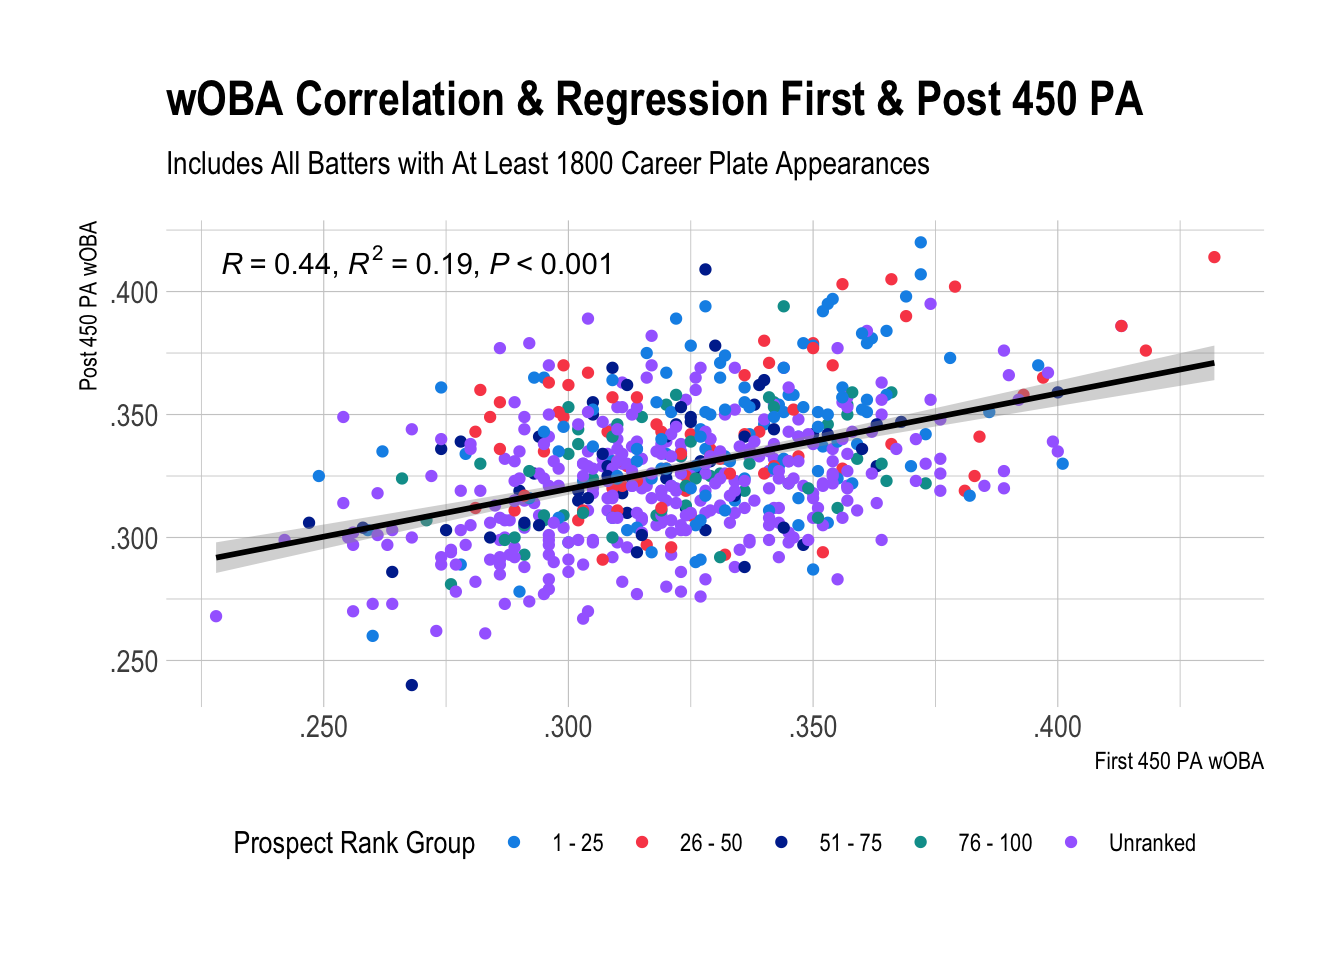 wOBA Correlation & Regression First & Post 450 PA
Includes All Batters with At Least 1800 Career Plate Appearances
Post 450 PA wOBA
R = 0.44, R² = 0.19, P < 0.001
.400
.350
.300
.250
.250 .300 .350 .400
First 450 PA wOBA
Prospect Rank Group 1 - 25 26 - 50 51 - 75 76 - 100 Unranked